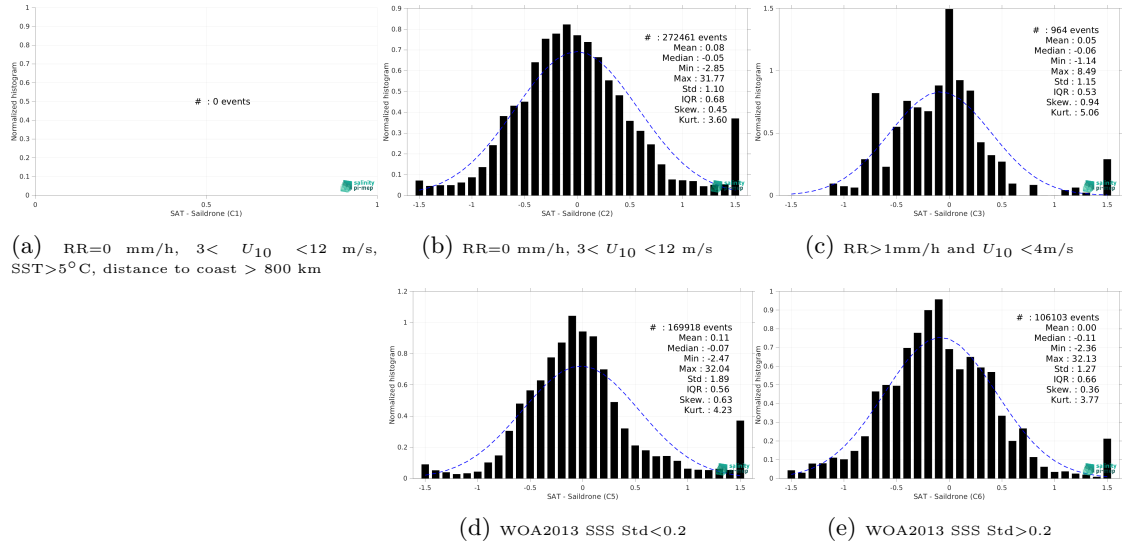 1
0.9
0.8
0.7
0.6
0.5
0.4
0.3
0.2
0.1
0
Normalized histogram
# : 0 events
0
0.5
1
SAT - Saildrone (C1)
salinity
pi-mep
(a) RR=0 mm/h, 3< U10 <12 m/s,
SST>5°C, distance to coast > 800 km
0.9
0.8
0.7
0.6
0.5
0.4
0.3
0.2
0.1
0
Normalized histogram
# : 272461 events
Mean : 0.08
Median : -0.05
Min : -2.85
Max : 31.77
Std : 1.10
IQR : 0.68
Skew. : 0.45
Kurt. : 3.60
-1.5 -1 -0.5 0 0.5 1 1.5
SAT - Saildrone (C2)
salinity
pi-mep
(b) RR=0 mm/h, 3< U10 <12 m/s
1.5
1
0.5
0
Normalized histogram
# : 964 events
Mean : 0.05
Median : -0.06
Min : -1.14
Max : 8.49
Std : 1.15
IQR : 0.53
Skew. : 0.94
Kurt. : 5.06
-1.5 -1 -0.5 0 0.5 1 1.5
SAT - Saildrone (C3)
salinity
pi-mep
(c) RR>1mm/h and U10 <4m/s
1.2
1
0.8
0.6
0.4
0.2
0
Normalized histogram
# : 169918 events
Mean : 0.11
Median : -0.07
Min : -2.47
Max : 32.04
Std : 1.89
IQR : 0.56
Skew. : 0.63
Kurt. : 4.23
-1.5 -1 -0.5 0 0.5 1 1.5
SAT - Saildrone (C5)
salinity
pi-mep
(d) WOA2013 SSS Std<0.2
1
0.9
0.8
0.7
0.6
0.5
0.4
0.3
0.2
0.1
0
Normalized histogram
# : 106103 events
Mean : 0.00
Median : -0.11
Min : -2.36
Max : 32.13
Std : 1.27
IQR : 0.66
Skew. : 0.36
Kurt. : 3.77
-1.5 -1 -0.5 0 0.5 1 1.5
SAT - Saildrone (C6)
salinity
pi-mep
(e) WOA2013 SSS Std>0.2